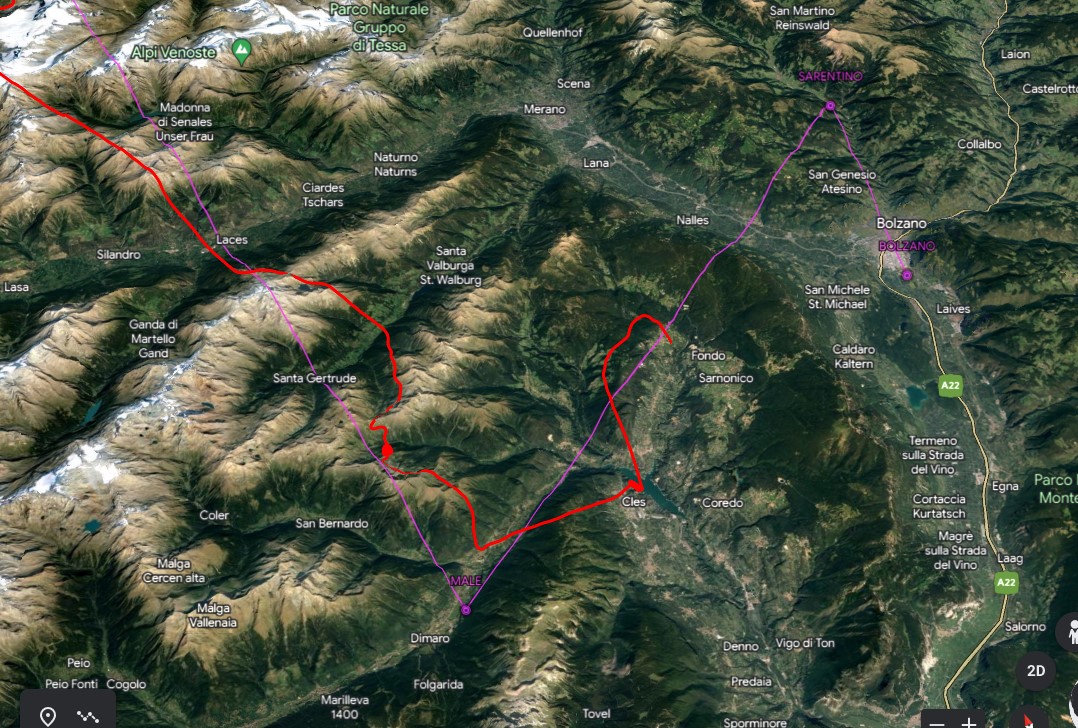 Parco Naturale
Gruppo
di Tessa
San Martino
Reinswald
Quellenhof
Alpi Venoste
Laion
SARENTINO
Scena
Castelrotto
Madonna
di Senales
Unser Frau
Merano
Collalbo
Naturno
Naturns
Lana
San Genesio
Atesino
Ciardes
Tschars
Nalles
Bolzano
Laces
BOLZANO
Silandro
Santa
Valburga
St. Walburg
Lasa
San Michele
St. Michael
Laives
Ganda di
Martello
Gand
Fondo
Caldaro
Kaltern
Santa Gertrude
Sarnonico
A22
Termeno
sulla Strada
del Vino
Egna
Parco
Monte
Cles
Coredo
Cortaccia
Kurtatsch
Coler
San Bernardo
Magrè
sulla Strada
del Vino
Laag
Malga
Cercen alta
MALE
A22
Malga
Vallenaia
Salorno
Dimaro
Denno
Vigo di Ton
Peio
2D
Peio Fonti
Cogolo
Folgarida
Predaia
Marilleva
1400
Tovel
Sporminore